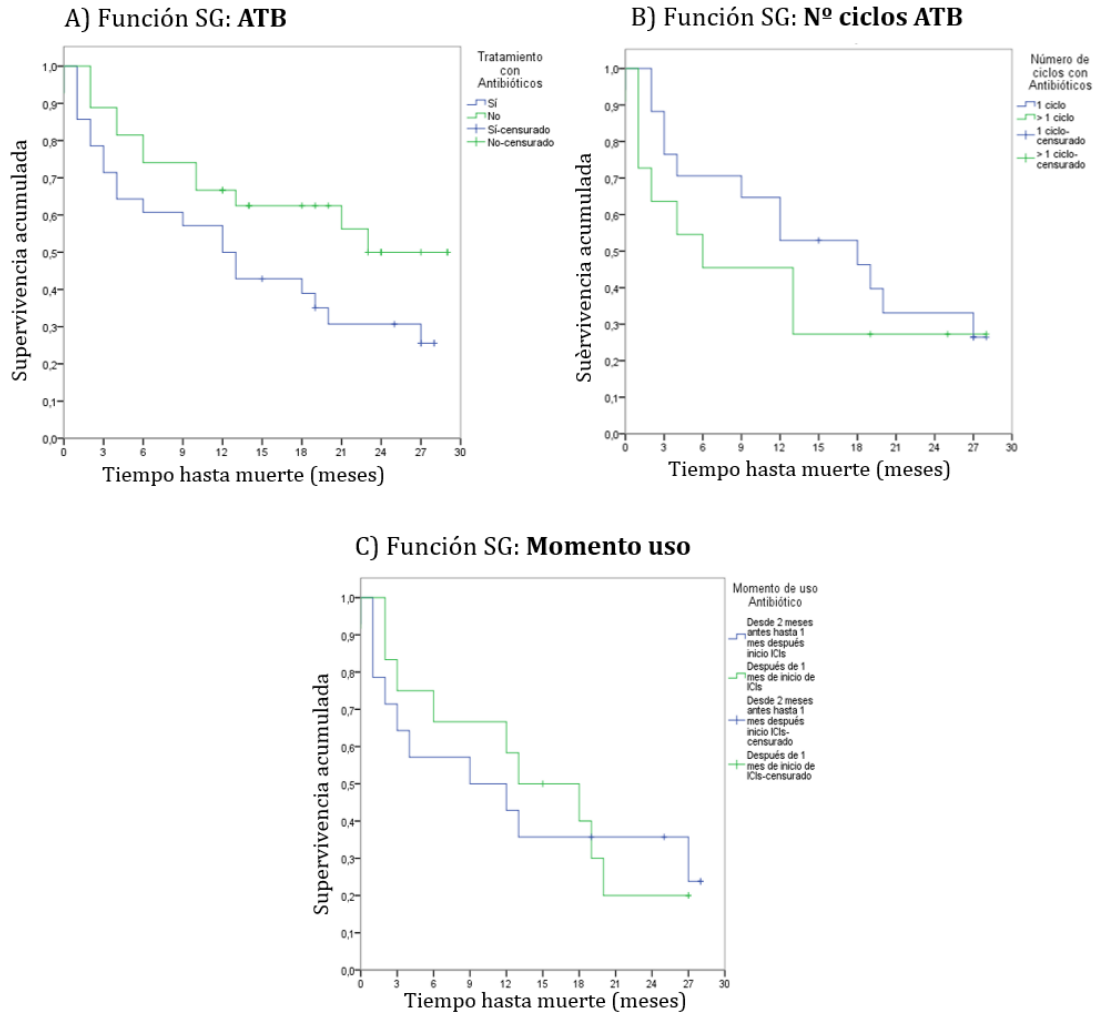 A) Función SG: ATB
Tratamiento
con
Antibióticos
Sí
No
Sí-censurado
No-censurado
Supervivencia acumulada
1,0
0,9
0,8
0,7
0,6
0,5
0,4
0,3
0,2
0,1
0,0
0 3 6 9 12 15 18 21 24 27 30
Tiempo hasta muerte (meses)
B) Función SG: Nº ciclos ATB
Número de
ciclos con
Antibióticos
1 ciclo
> 1 ciclo
1 ciclo-
censurado
> 1 ciclo-
censurado
Suèrvivencia acumulada
1,0
0,9
0,8
0,7
0,6
0,5
0,4
0,3
0,2
0,1
0,0
0 3 6 9 12 15 18 21 24 27 30
Tiempo hasta muerte (meses)
C) Función SG: Momento uso
Momento de uso
Antibiótico
Desde 2 meses
antes hasta 1
mes después
inicio ICIs
Después de 1
mes de inicio de
ICIs
Desde 2 meses
antes hasta 1
mes después
inicio ICIs-
censurado
Después de 1
mes de inicio de
ICIs-censurado
Supervivencia acumulada
1,0
0,9
0,8
0,7
0,6
0,5
0,4
0,3
0,2
0,1
0,0
0 3 6 9 12 15 18 21 24 27 30
Tiempo hasta muerte (meses)